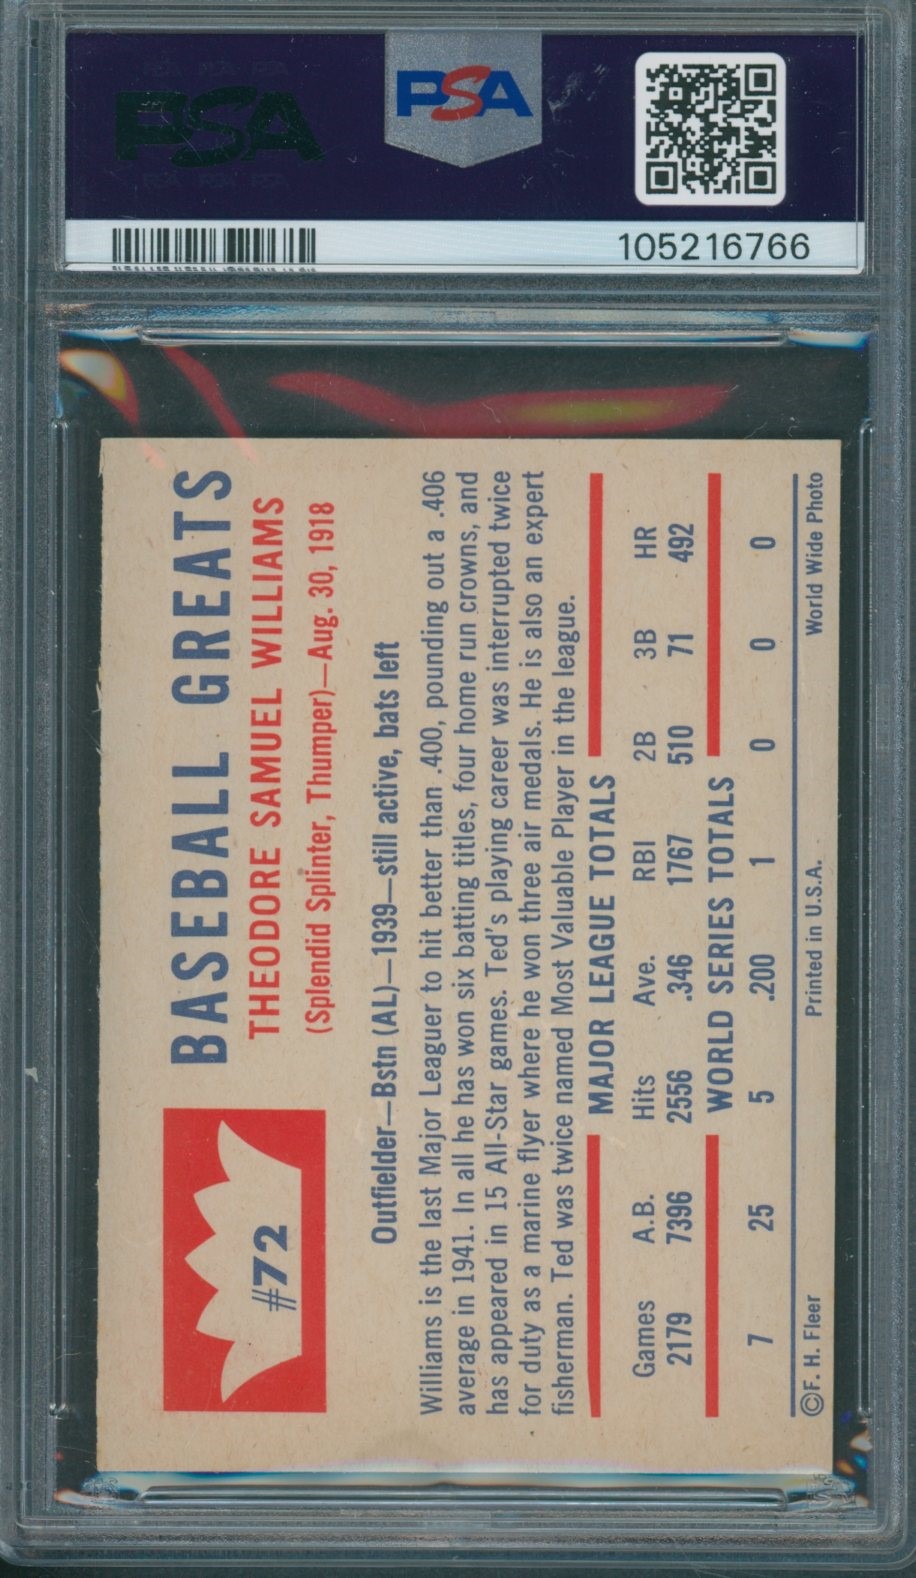 PSA
PSA
105216766
#72
BASEBALL GREATS
THEODORE SAMUEL WILLIAMS
(Splendid Splinter, Thumper)—Aug. 30, 1918
Outfielder—Bstn (AL)—1939—still active, bats left
Williams is the last Major Leaguer to hit better than .400, pounding out a .406
average in 1941. In all he has won six batting titles, four home run crowns, and
has appeared in 15 All-Star games. Ted's playing career was interrupted twice
for duty as a marine flyer where he won three air medals. He is also an expert
fisherman. Ted was twice named Most Valuable Player in the league.
MAJOR LEAGUE TOTALS
Games A.B. Hits Ave. RBI 2B 3B HR
2179 7396 2556 .346 1767 510 71 492
WORLD SERIES TOTALS
7 25 5 .200 1 0 0 0
©F. H. Fleer Printed in U.S.A. World Wide Photo